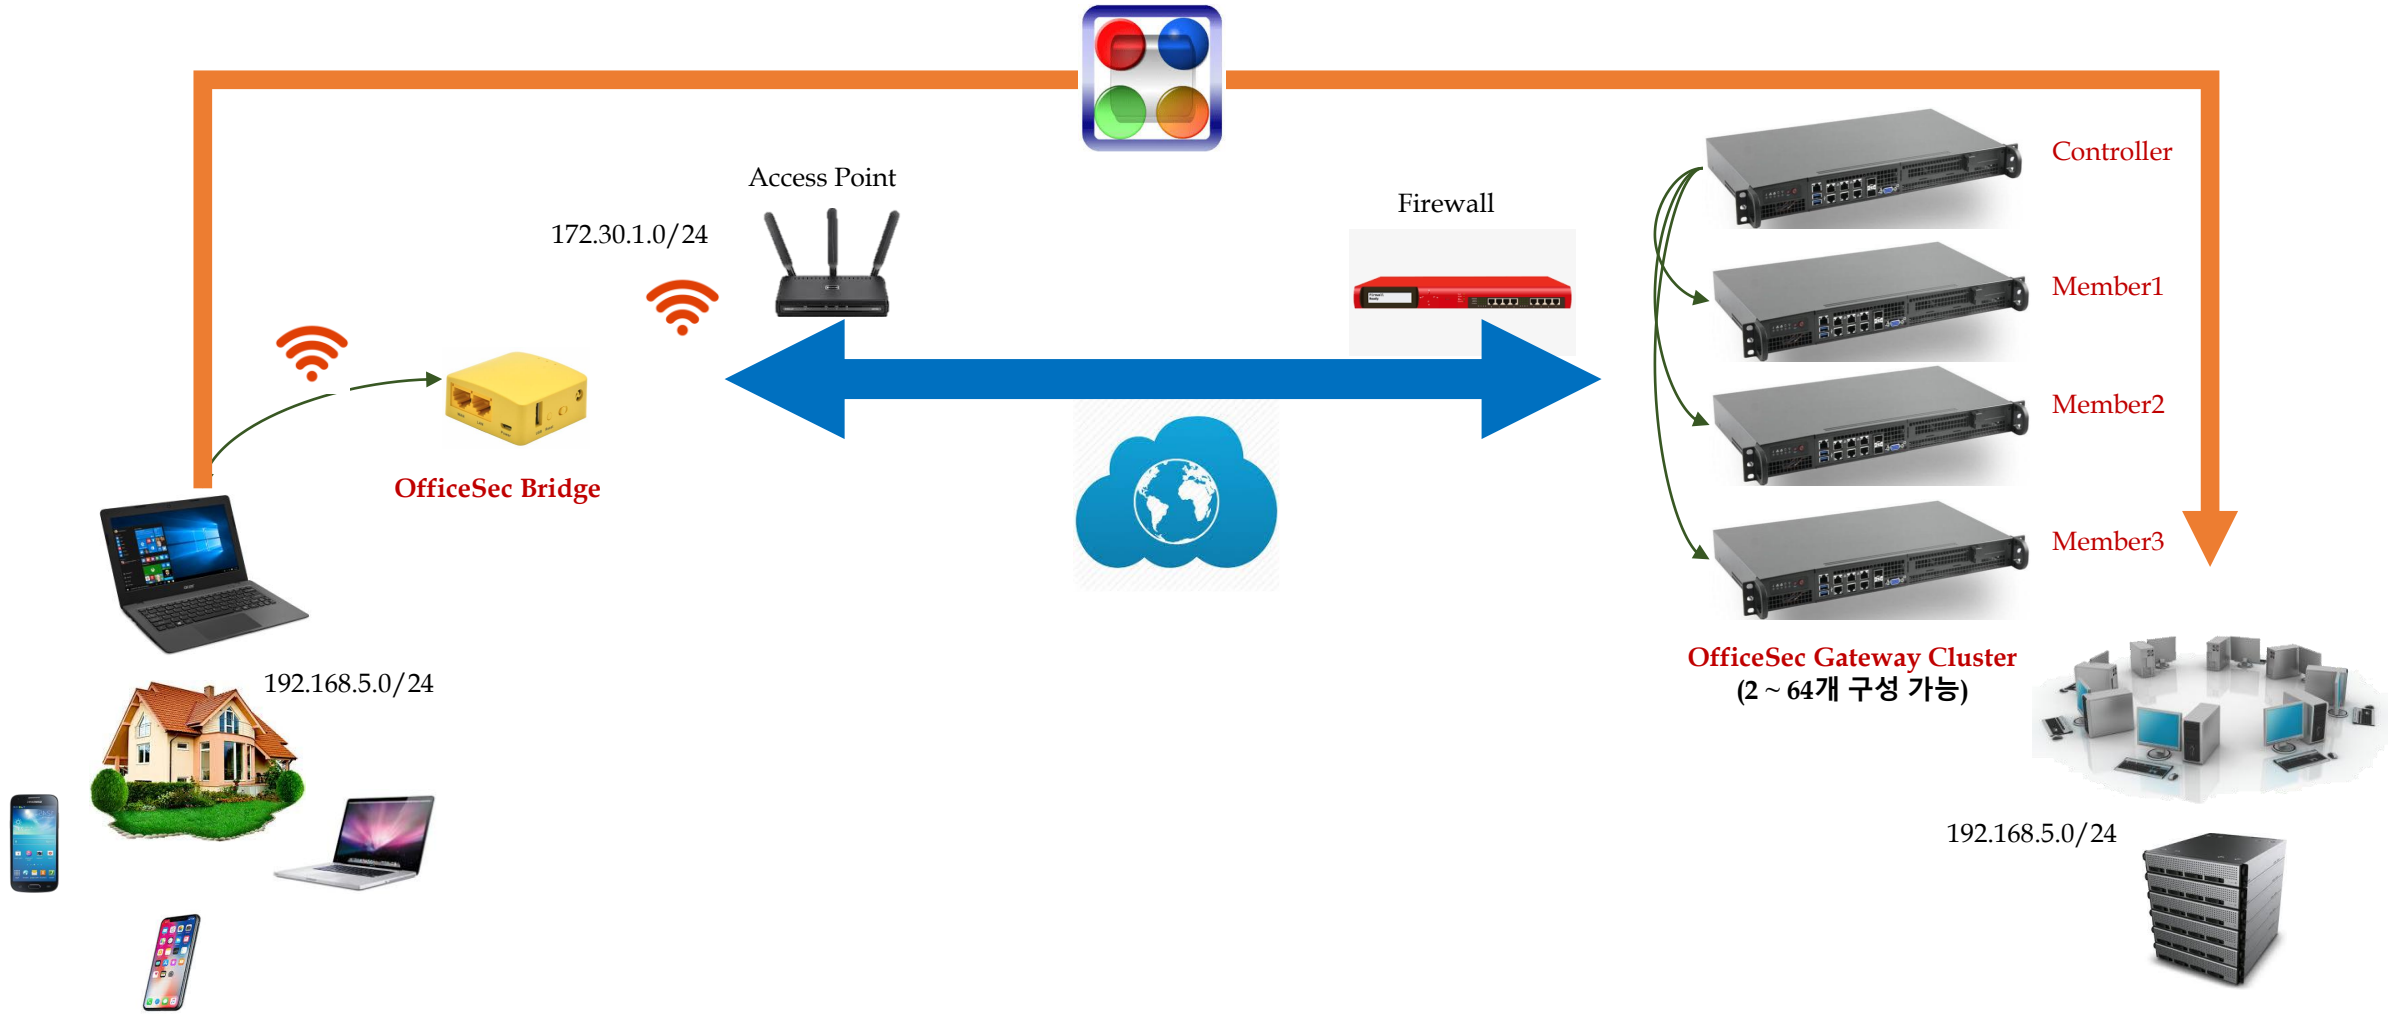 Access Point
172.30.1.0/24
Firewall
Controller
Member1
Member2
Member3
OfficeSec Bridge
192.168.5.0/24
OfficeSec Gateway Cluster
(2 ~ 64개 구성 가능)
192.168.5.0/24